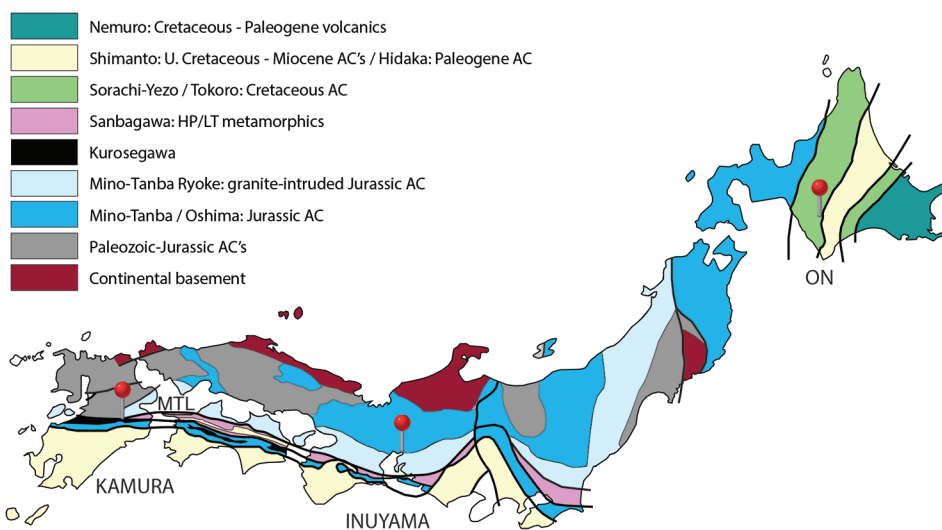 Nemuro: Cretaceous - Paleogene volcanics
Shimanto: U. Cretaceous - Miocene AC's / Hidaka: Paleogene AC
Sorachi-Yezo / Tokoro: Cretaceous AC
Sanbagawa: HP/LT metamorphics
Kurosegawa
Mino-Tanba Ryoke: granite-intruded Jurassic AC
Mino-Tanba / Oshima: Jurassic AC
Paleozoic-Jurassic AC's
Continental basement
ON
MTL
KAMURA
INUYAMA